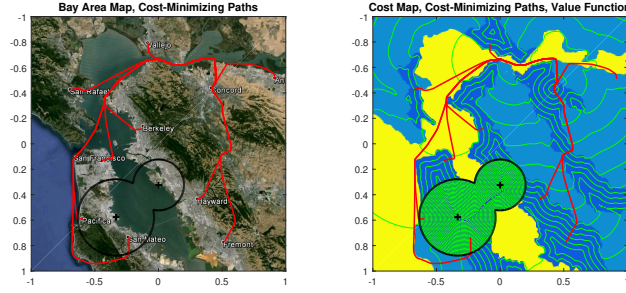 Bay Area Map, Cost-Minimizing Paths
-1
-0.8
-0.6
-0.4
-0.2
0
0.2
0.4
0.6
0.8
1
-1
-0.5
0
0.5
1
Vallejo
An
San Rafael
Concord
Berkeley
San Francisco
Hayward
Pacifica
San Mateo
Fremont
Cost Map, Cost-Minimizing Paths, Value Function
-1
-0.8
-0.6
-0.4
-0.2
0
0.2
0.4
0.6
0.8
1
-1
-0.5
0
0.5
1